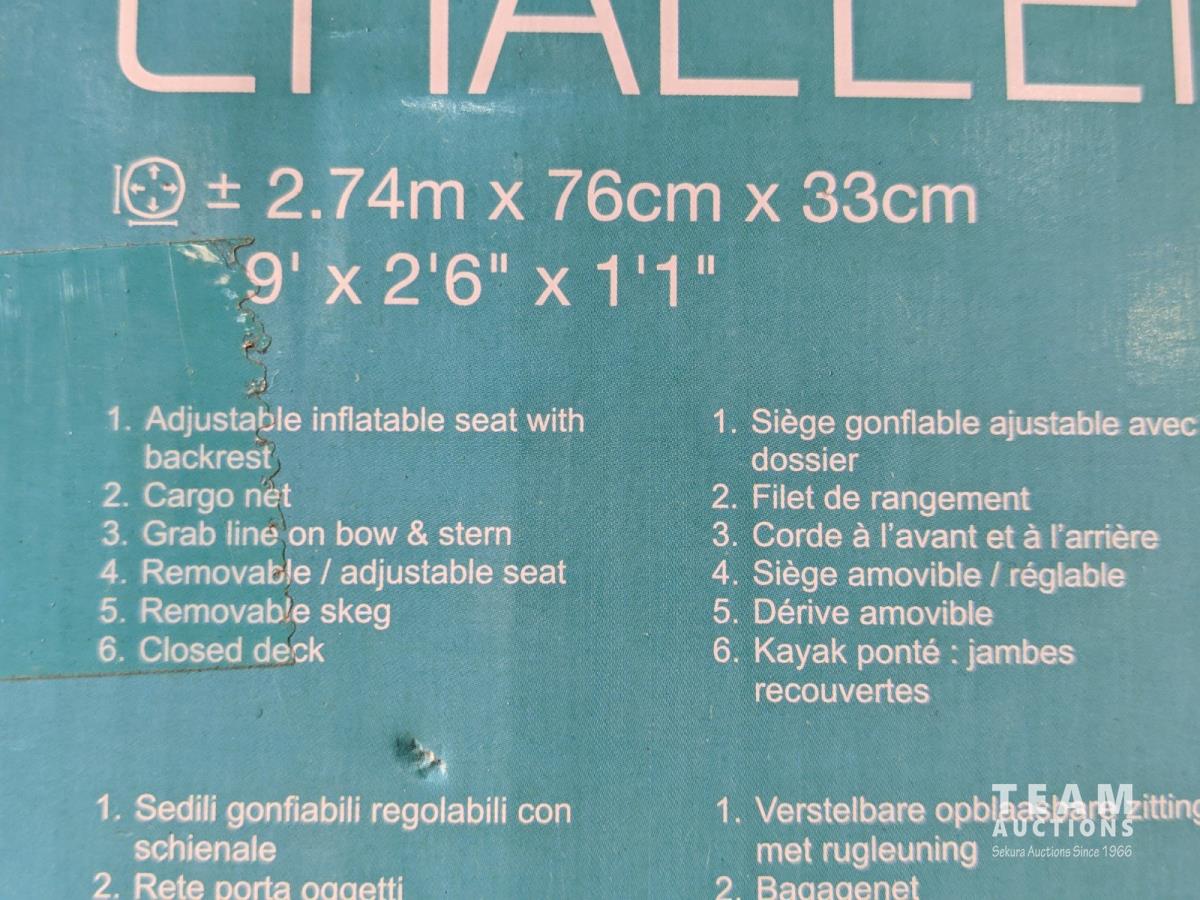 CHALLE
± 2.74m x 76cm x 33cm
9' x 2'6" x 1'1"
1. Adjustable inflatable seat with
backrest
2. Cargo net
3. Grab line on bow & stern
4. Removable / adjustable seat
5. Removable skeg
6. Closed deck
1. Siège gonflable ajustable avec
dossier
2. Filet de rangement
3. Corde à l'avant et à l'arrière
4. Siège amovible / réglable
5. Dérive amovible
6. Kayak ponté : jambes
recouvertes
1. Sedili gonfiabili regolabili con
schienale
2. Rete porta oggetti
1. Verstelbare opblaasbare zitting
met rugleuning
2. Bagagenet
TEAM
AUCTIONS
Sekura Auctions Since 1966